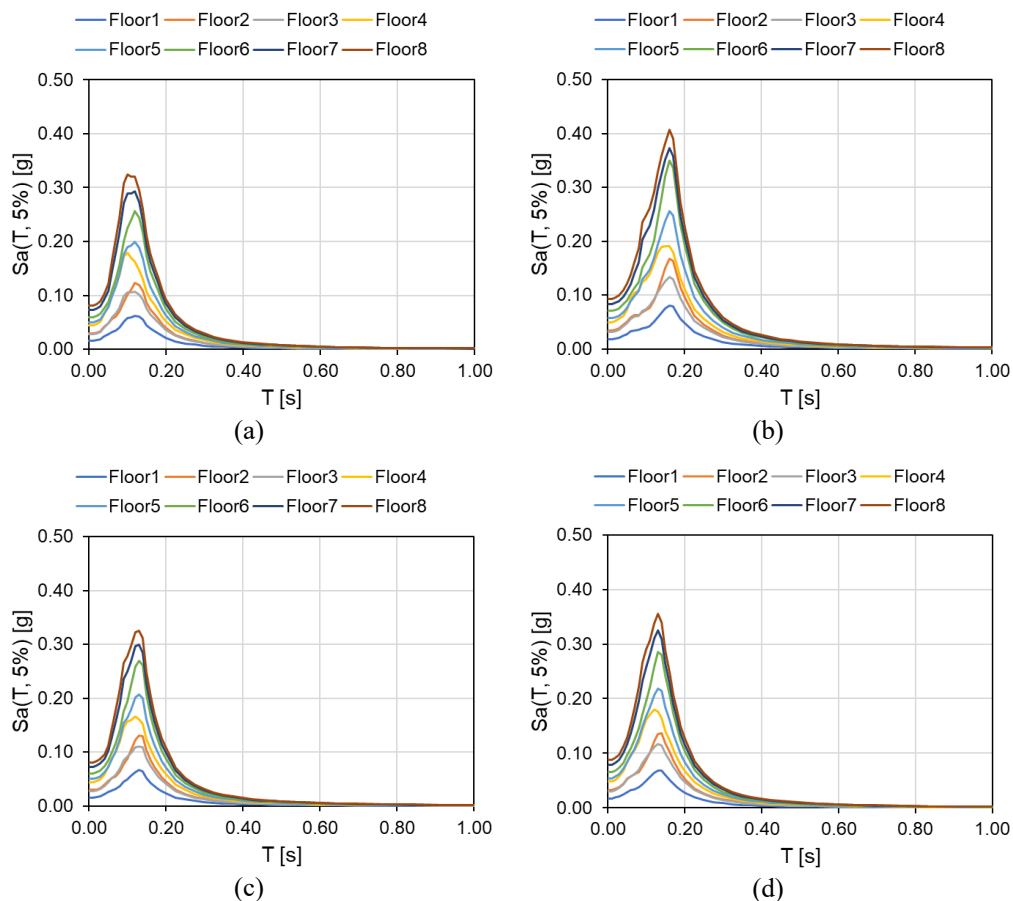 Floor1 Floor2 Floor3 Floor4
Floor5 Floor6 Floor7 Floor8
0.50
0.40
0.30
0.20
0.10
0.00
Sa(T, 5%) [g]
0.00 0.20 0.40 0.60 0.80 1.00
T [s]
(a)
Floor1 Floor2 Floor3 Floor4
Floor5 Floor6 Floor7 Floor8
0.50
0.40
0.30
0.20
0.10
0.00
Sa(T, 5%) [g]
0.00 0.20 0.40 0.60 0.80 1.00
T [s]
(b)
Floor1 Floor2 Floor3 Floor4
Floor5 Floor6 Floor7 Floor8
0.50
0.40
0.30
0.20
0.10
0.00
Sa(T, 5%) [g]
0.00 0.20 0.40 0.60 0.80 1.00
T [s]
(c)
Floor1 Floor2 Floor3 Floor4
Floor5 Floor6 Floor7 Floor8
0.50
0.40
0.30
0.20
0.10
0.00
Sa(T, 5%) [g]
0.00 0.20 0.40 0.60 0.80 1.00
T [s]
(d)